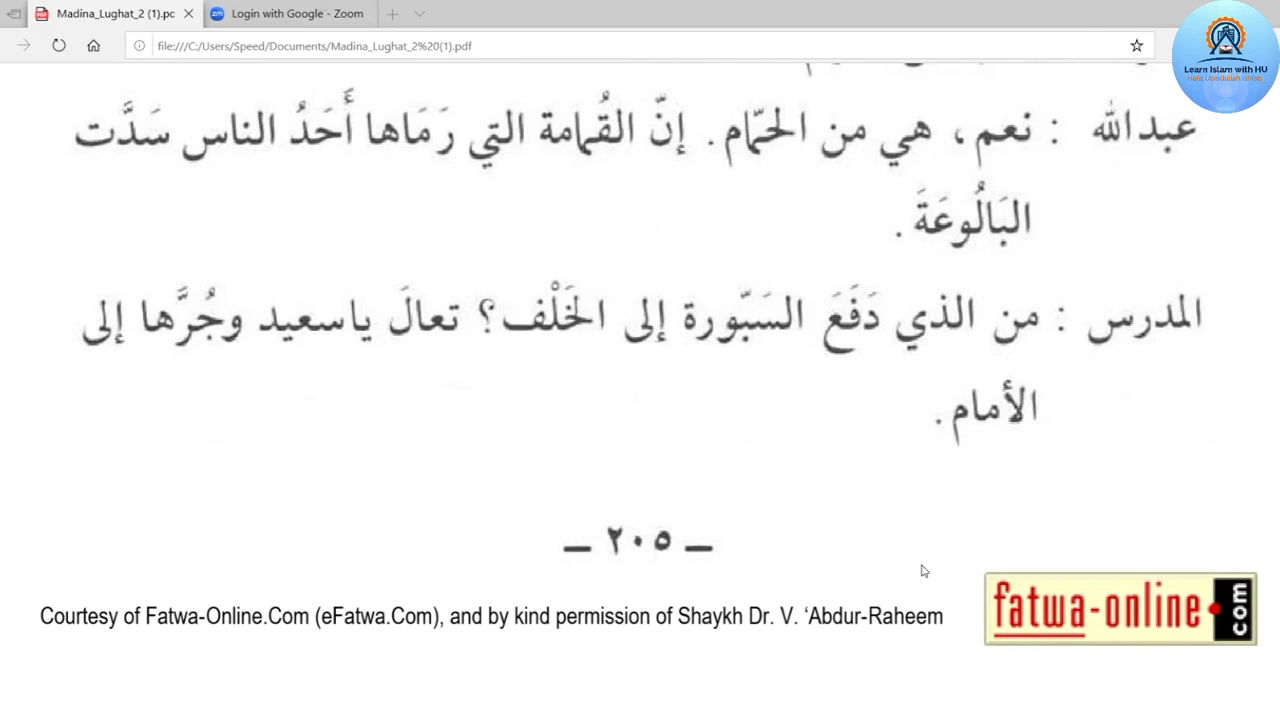 Madina_Lughat_2 (1).pc
Login with Google - Zoom
file:///C:/Users/Speed/Documents/Madina_Lughat_2%20(1).pdf
Learn Islam with HU
عبدالله : نعم، هي من الحمّام. إنّ القُمامة التي رَمَاها أَحَدُ الناس سَدَّت
البَالُوعَةَ.
المدرس : من الذي دَفَعَ السَبّورة إلى الخَلْف؟ تعالَ ياسعيد وجُرَّها إلى
الأمام.
– ٢٠٥ –
Courtesy of Fatwa-Online.Com (eFatwa.Com), and by kind permission of Shaykh Dr. V. ‘Abdur-Raheem
fatwa-online.com